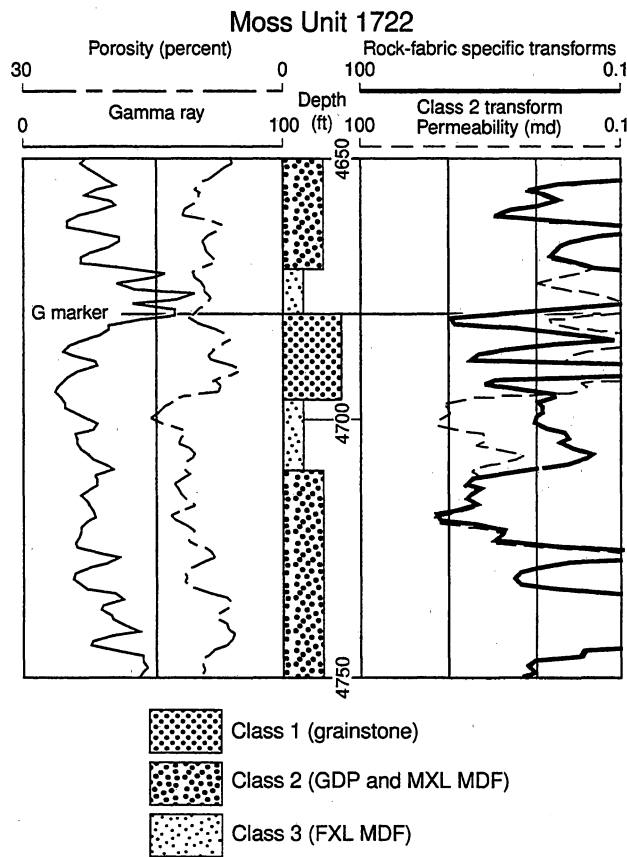 Moss Unit 1722
Porosity (percent)
Rock-fabric specific transforms
30 0 100 0.1
Gamma ray
Depth
(ft)
Class 2 transform
Permeability (md)
0 100 100 0.1
4650
G marker
4700
4750
Class 1 (grainstone)
Class 2 (GDP and MXL MDF)
Class 3 (FXL MDF)